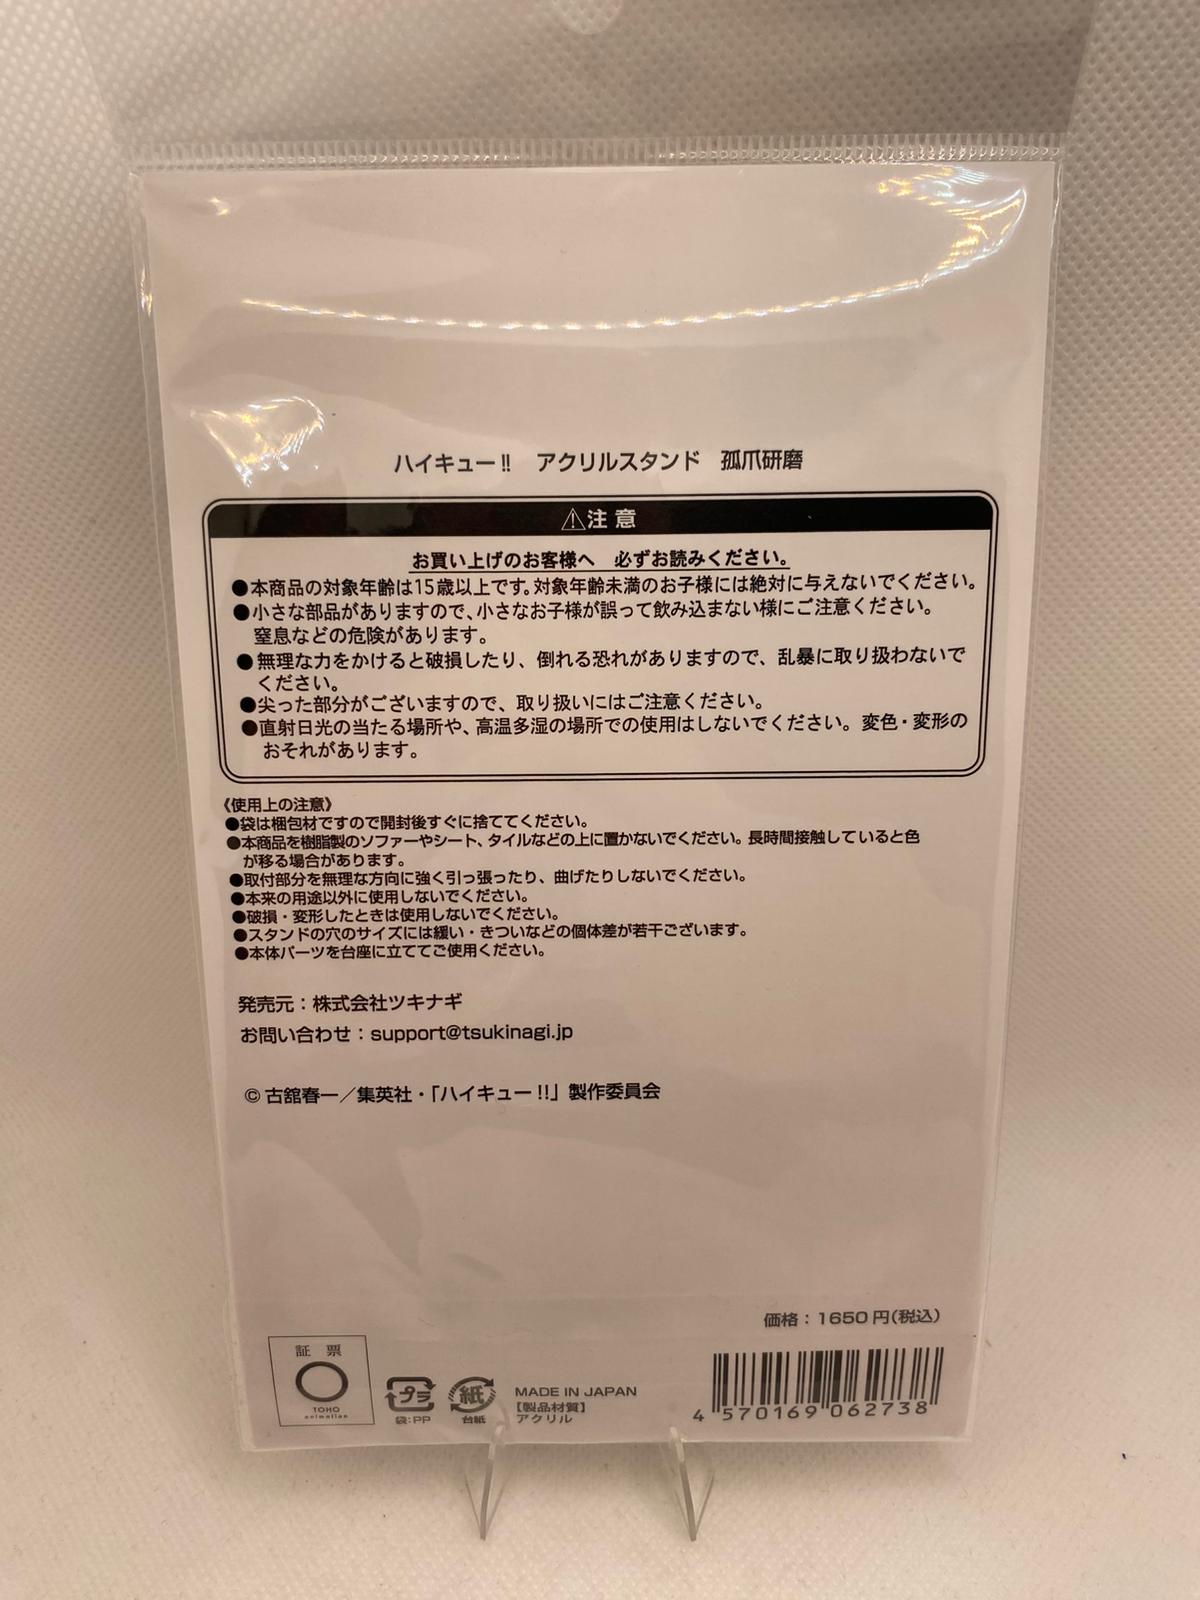 ハイキュー!!　アクリルスタンド　孤爪研磨
⚠注意
お買い上げのお客様へ　必ずお読みください。
●本商品の対象年齢は15歳以上です。対象年齢未満のお子様には絶対に与えないでください。
●小さな部品がありますので、小さなお子様が誤って飲み込まない様にご注意ください。
窒息などの危険があります。
●無理な力をかけると破損したり、倒れる恐れがありますので、乱暴に取り扱わないで
ください。
●尖った部分がございますので、取り扱いにはご注意ください。
●直射日光の当たる場所や、高温多湿の場所での使用はしないでください。変色・変形の
おそれがあります。
《使用上の注意》
●袋は梱包材ですので開封後すぐに捨ててください。
●本商品を樹脂製のソファーやシート、タイルなどの上に置かないでください。長時間接触していると色
が移る場合があります。
●取付部分を無理な方向に強く引っ張ったり、曲げたりしないでください。
●本来の用途以外に使用しないでください。
●破損・変形したときは使用しないでください。
●スタンドの穴のサイズには緩い・きついなどの個体差が若干ございます。
●本体パーツを台座に立ててご使用ください。
発売元：株式会社ツキナギ
お問い合わせ：support@tsukinagi.jp
© 古舘春一／集英社・「ハイキュー!!」製作委員会
価格：1650円(税込)
証 票
TOHO
animation
プラ
袋:PP
紙
台紙
MADE IN JAPAN
【製品材質】
アクリル
4 570169 062738